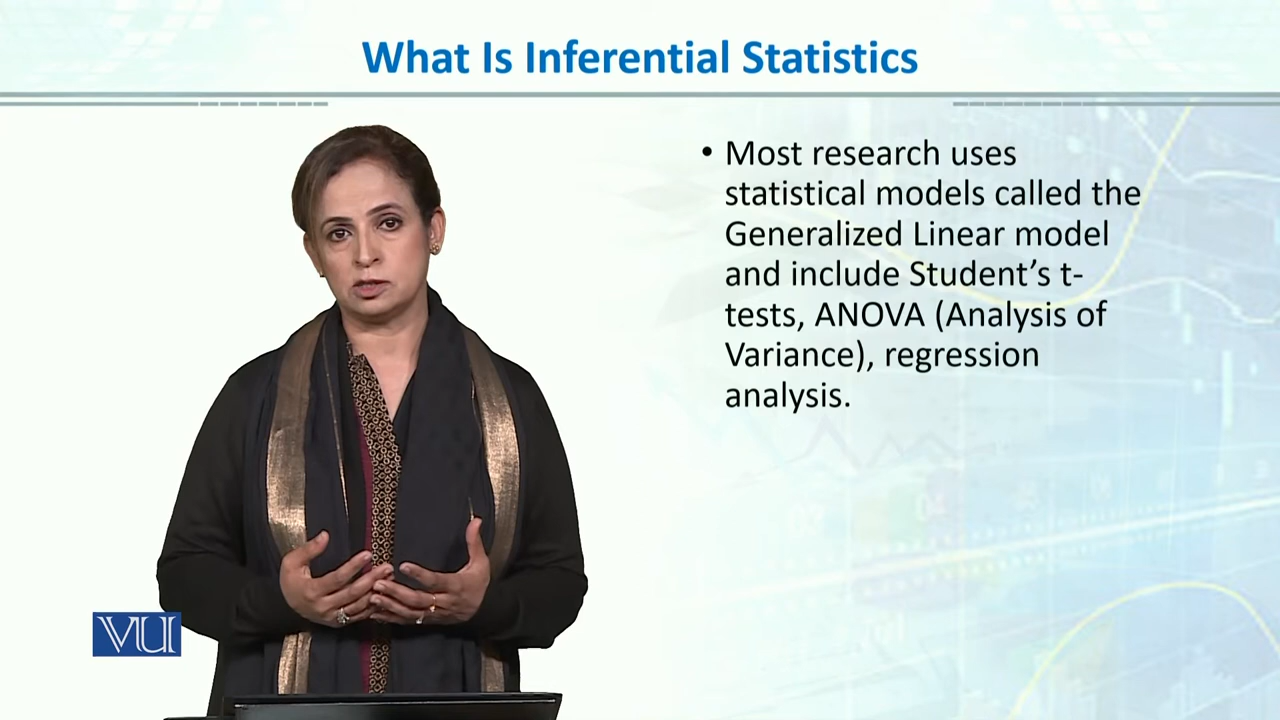 What Is Inferential Statistics
• Most research uses
statistical models called the
Generalized Linear model
and include Student’s t-
tests, ANOVA (Analysis of
Variance), regression
analysis.
VU